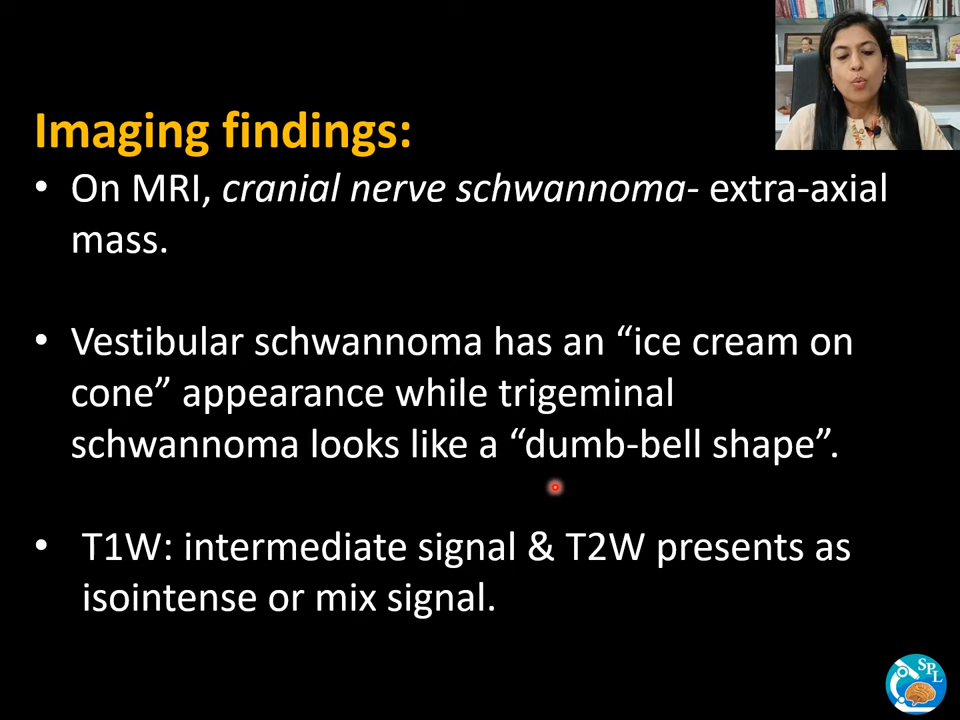 Imaging findings:
• On MRI, cranial nerve schwannoma- extra-axial
mass.
• Vestibular schwannoma has an “ice cream on
cone” appearance while trigeminal
schwannoma looks like a “dumb-bell shape”.
• T1W: intermediate signal & T2W presents as
isointense or mix signal.
SPL